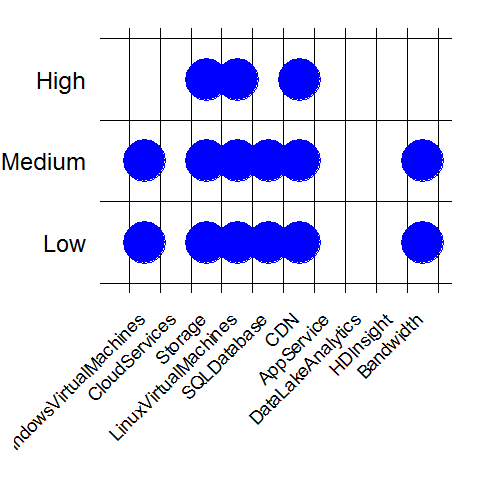 High
Medium
Low
ndowsVirtualMachines
CloudServices
Storage
LinuxVirtualMachines
SQLDatabase
CDN
AppService
DataLakeAnalytics
HDInsight
Bandwidth